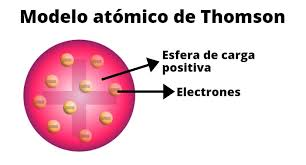 Modelo atómico de Thomson
Esfera de carga
positiva
Electrones